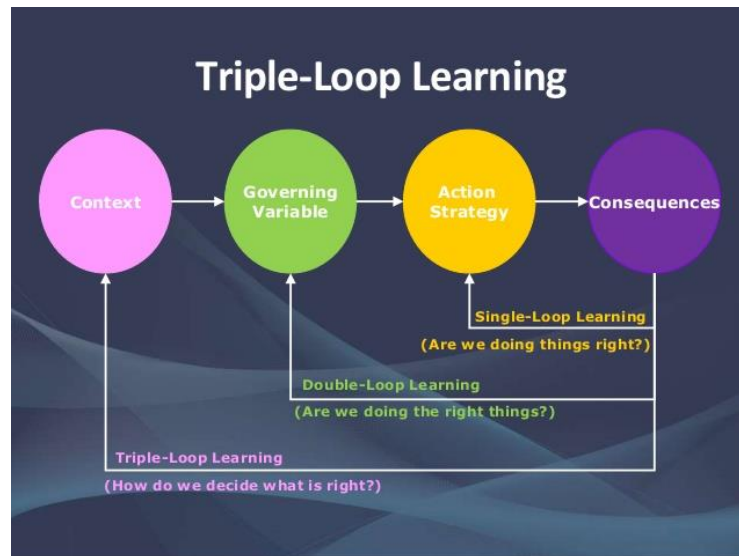 Triple-Loop Learning
Context
Governing
Variable
Action
Strategy
Consequences
Single-Loop Learning
(Are we doing things right?)
Double-Loop Learning
(Are we doing the right things?)
Triple-Loop Learning
(How do we decide what is right?)